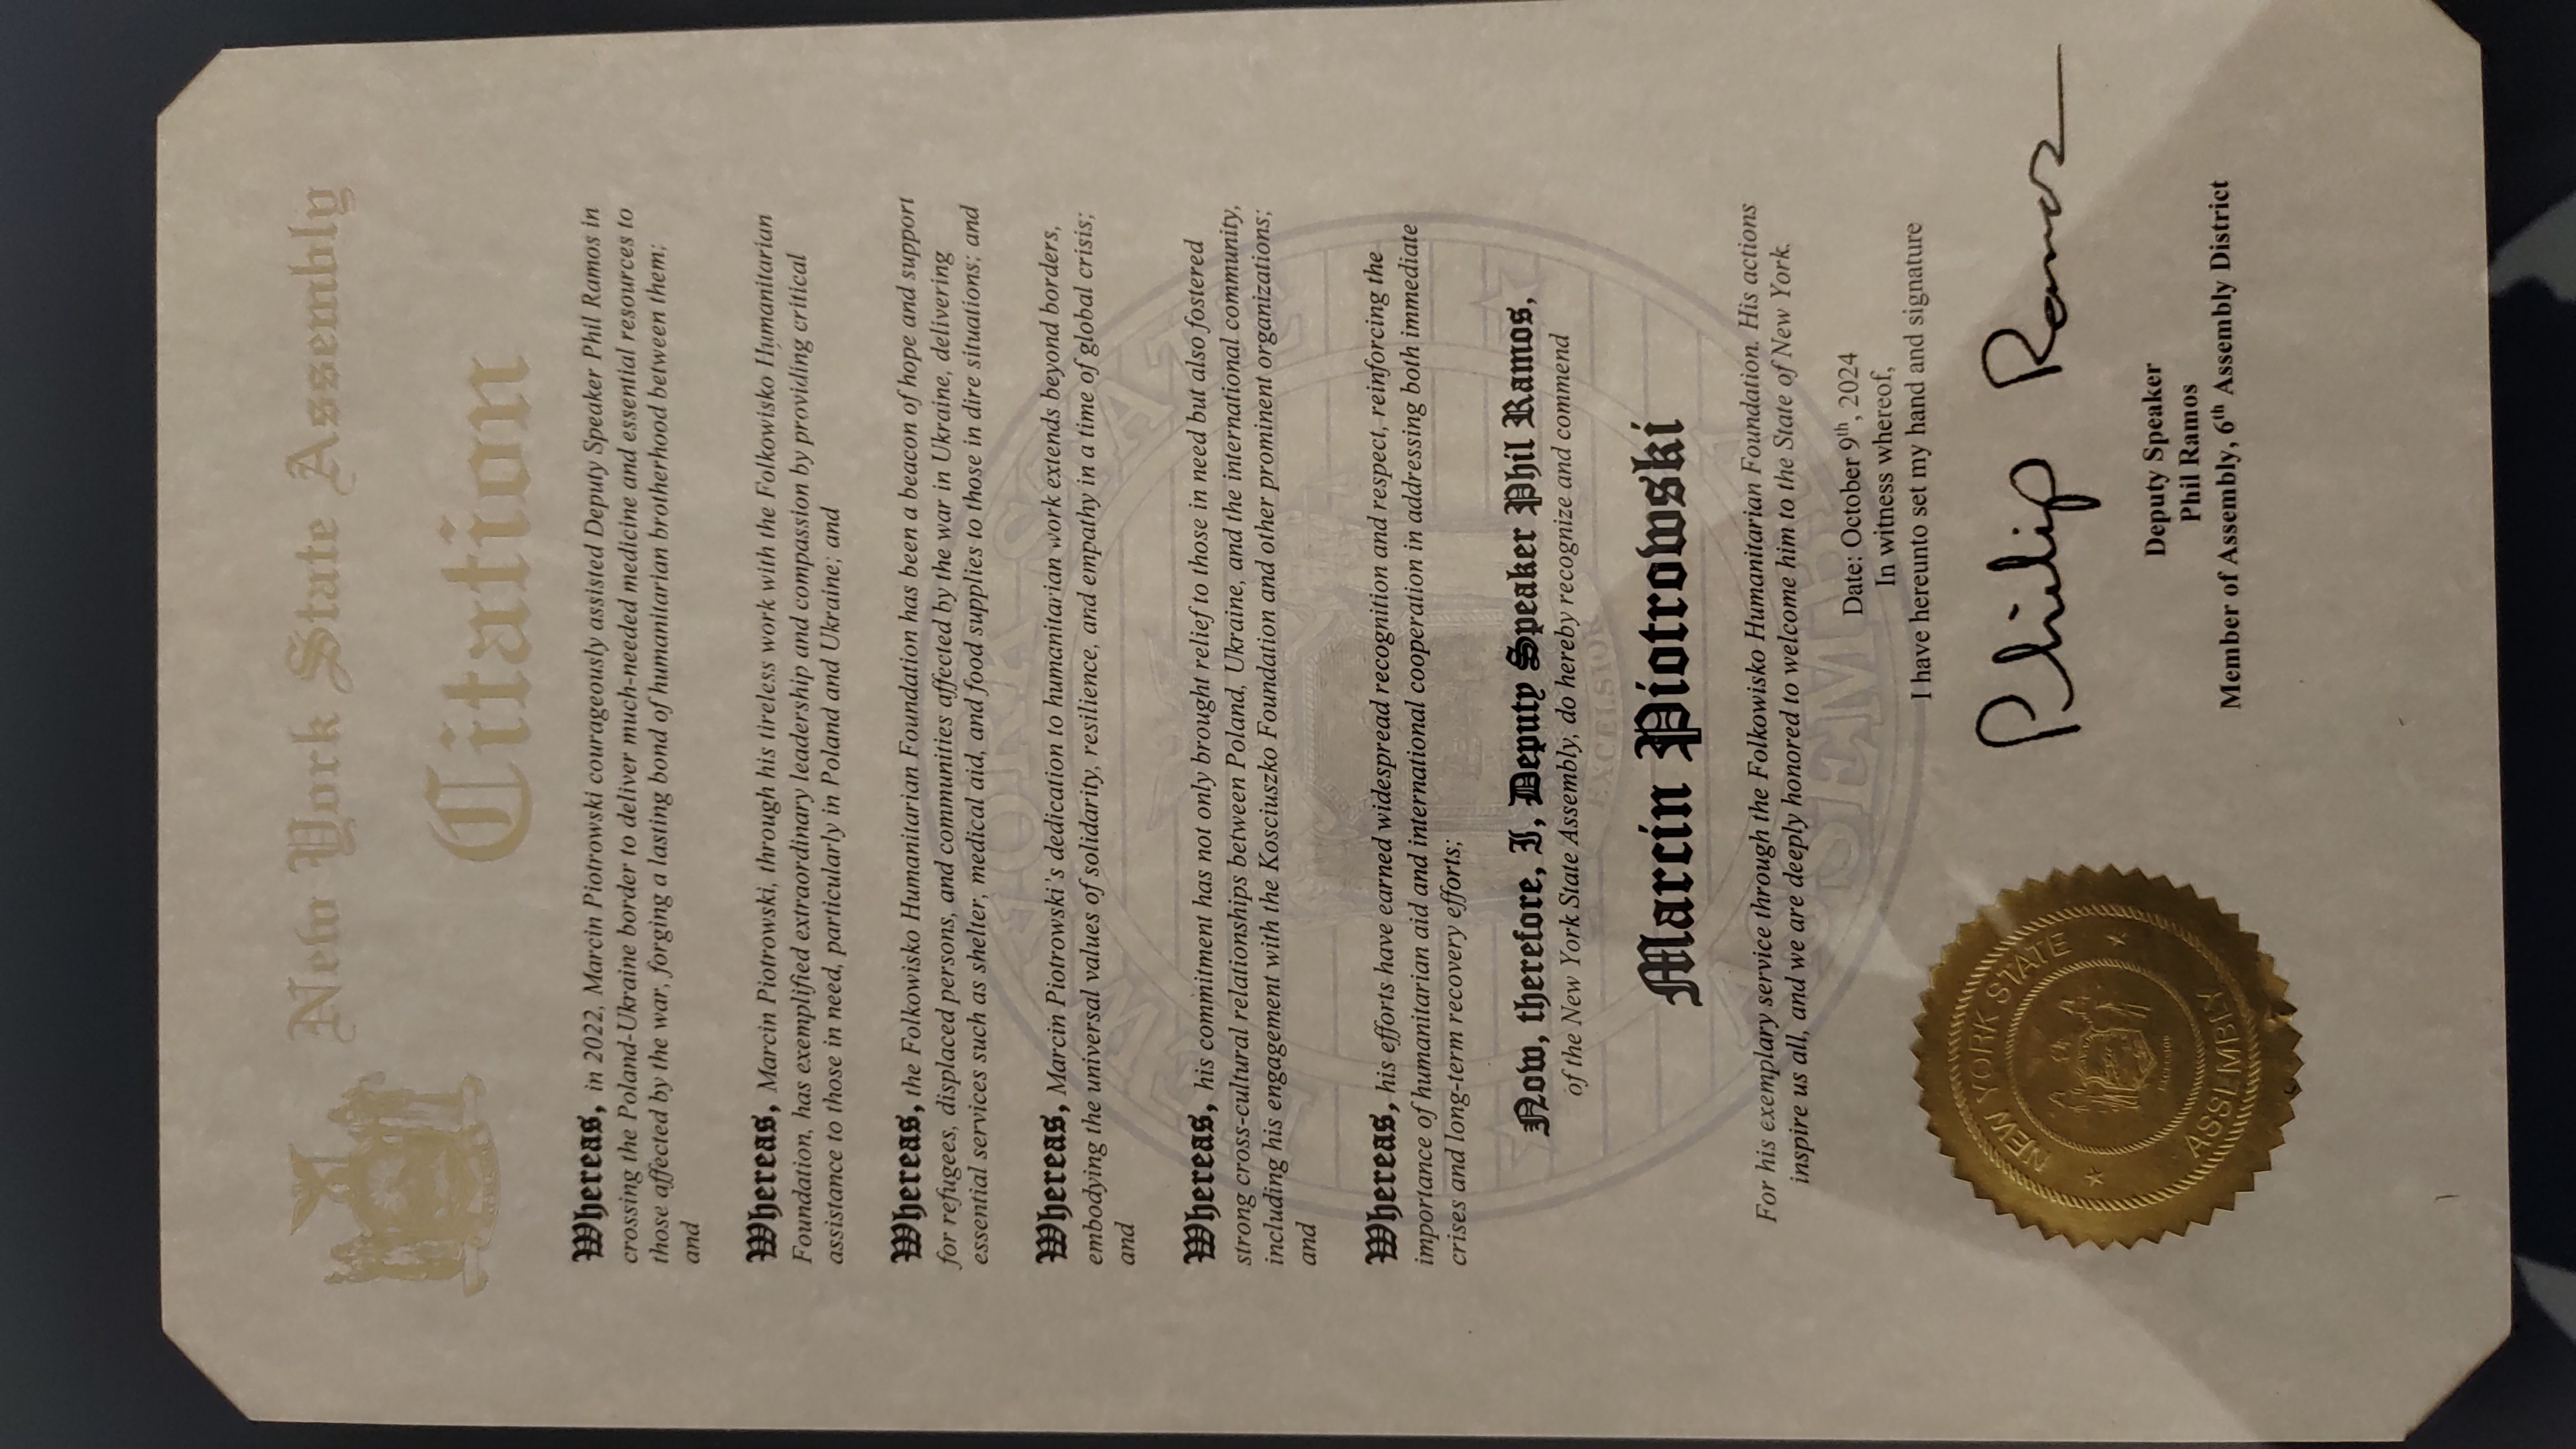 New York State Assembly
Citation
Whereas, in 2022, Marcin Piotrowski courageously assisted Deputy Speaker Phil Ramos in
crossing the Poland-Ukraine border to deliver much-needed medicine and essential resources to
those affected by the war, forging a lasting bond of humanitarian brotherhood between them;
and
Whereas, Marcin Piotrowski, through his tireless work with the Folkowisko Humanitarian
Foundation, has exemplified extraordinary leadership and compassion by providing critical
assistance to those in need, particularly in Poland and Ukraine; and
Whereas, the Folkowisko Humanitarian Foundation has been a beacon of hope and support
for refugees, displaced persons, and communities affected by the war in Ukraine, delivering
essential services such as shelter, medical aid, and food supplies to those in dire situations; and
Whereas, Marcin Piotrowski's dedication to humanitarian work extends beyond borders,
embodying the universal values of solidarity, resilience, and empathy in a time of global crisis;
and
Whereas, his commitment has not only brought relief to those in need but also fostered
strong cross-cultural relationships between Poland, Ukraine, and the international community,
including his engagement with the Kosciuszko Foundation and other prominent organizations;
and
Whereas, his efforts have earned widespread recognition and respect, reinforcing the
importance of humanitarian aid and international cooperation in addressing both immediate
crises and long-term recovery efforts;
Now, therefore, I, Deputy Speaker Phil Ramos,
of the New York State Assembly, do hereby recognize and commend
Marcin Piotrowski
For his exemplary service through the Folkowisko Humanitarian Foundation. His actions
inspire us all, and we are deeply honored to welcome him to the State of New York.
Date: October 9th, 2024
In witness whereof,
I have hereunto set my hand and signature
Philip Ramos
Deputy Speaker
Phil Ramos
Member of Assembly, 6th Assembly District
NEW YORK STATE
ASSEMBLY
NEW YORK STATE
ASSEMBLY
EXCELSIOR